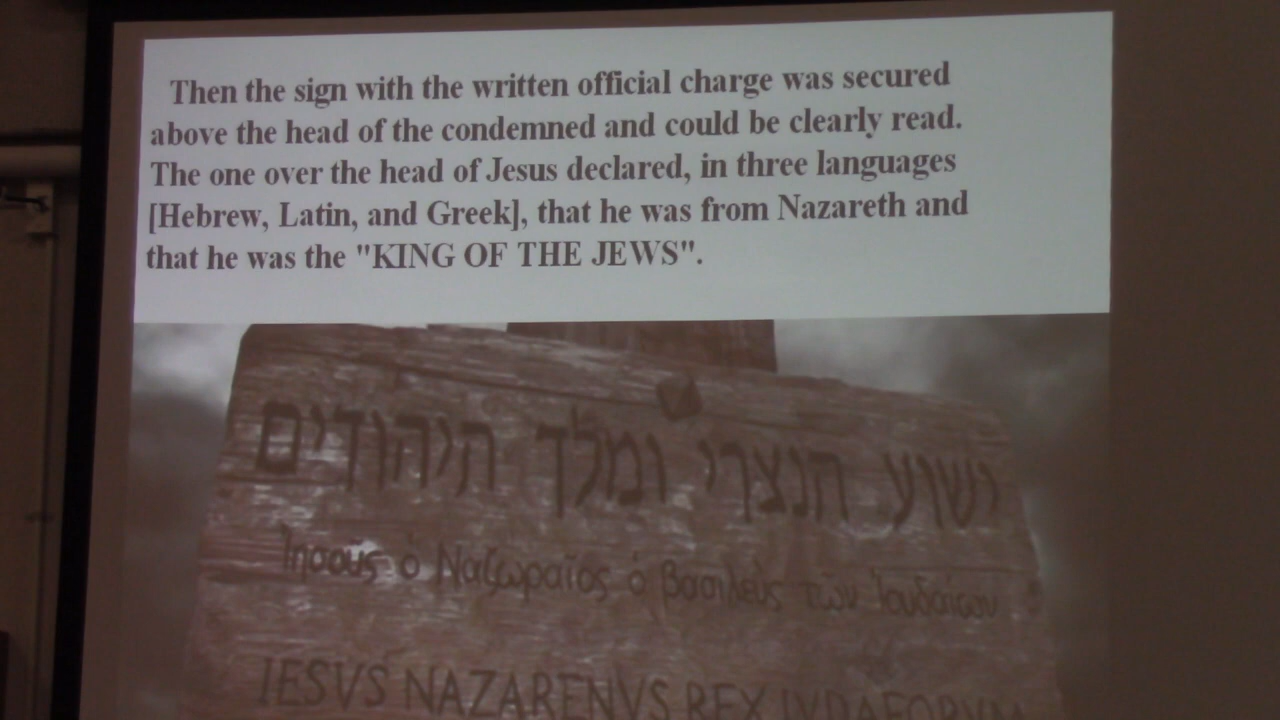 Then the sign with the written official charge was secured
above the head of the condemned and could be clearly read.
The one over the head of Jesus declared, in three languages
[Hebrew, Latin, and Greek], that he was from Nazareth and
that he was the "KING OF THE JEWS".
ישוע הנצרי ומלך היהודים
Ἰησοῦς ὁ Ναζωραῖος ὁ βασιλεὺς τῶν Ἰουδαίων
IESVS NAZARENVS REX IVDAEORVM